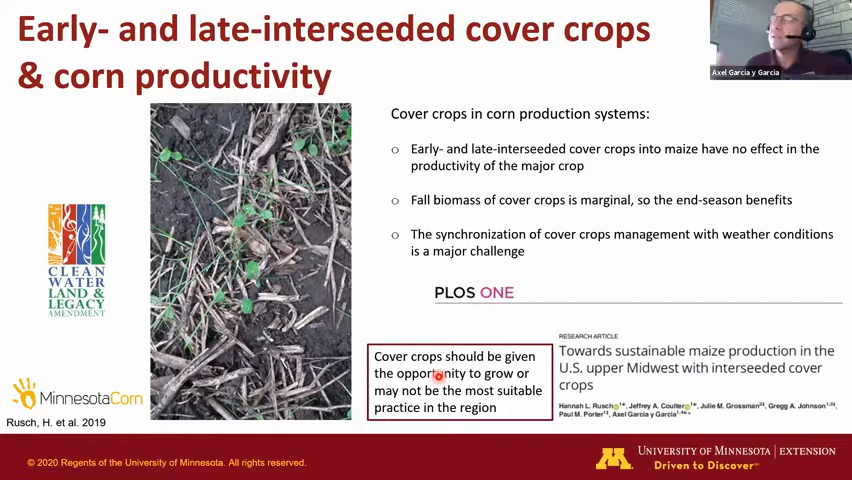 Early- and late-interseeded cover crops
& corn productivity
Axel Garcia y Garcia
Cover crops in corn production systems:
o Early- and late-interseeded cover crops into maize have no effect in the
productivity of the major crop
o Fall biomass of cover crops is marginal, so the end-season benefits
o The synchronization of cover crops management with weather conditions
is a major challenge
CLEAN
WATER
LAND &
LEGACY
AMENDMENT
PLOS ONE
RESEARCH ARTICLE
Towards sustainable maize production in the
U.S. upper Midwest with interseeded cover
crops
Hannah L. Rusch, Jeffrey A. Coulter, Julie M. Grossman, Gregg A. Johnson,
Paul M. Porter, Axel Garcia y Garcia
Cover crops should be given
the opportunity to grow or
may not be the most suitable
practice in the region
MinnesotaCorn
Rusch, H. et al. 2019
© 2020 Regents of the University of Minnesota. All rights reserved.
M UNIVERSITY OF MINNESOTA | EXTENSION
Driven to Discover